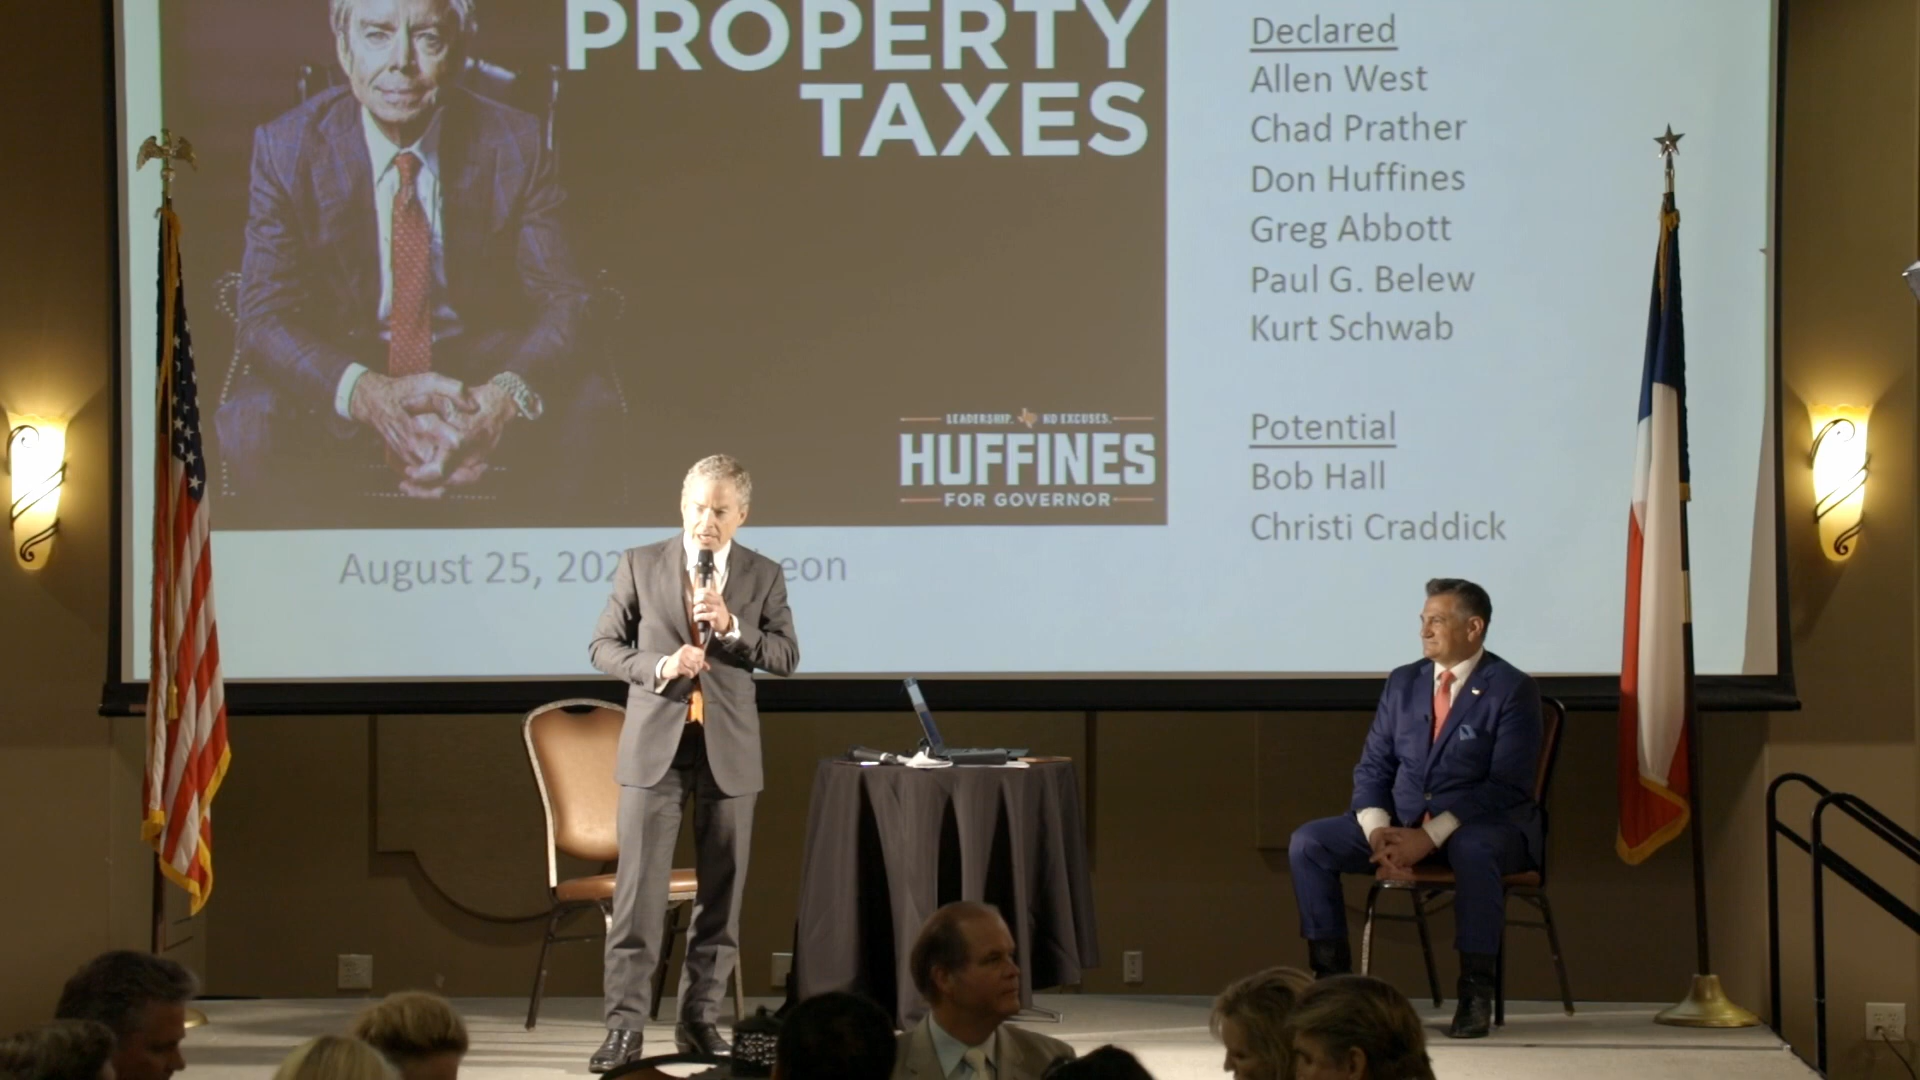 PROPERTY
TAXES
LEADERSHIP. NO EXCUSES.
HUFFINES
FOR GOVERNOR
August 25, 202
eon
Declared
Allen West
Chad Prather
Don Huffines
Greg Abbott
Paul G. Belew
Kurt Schwab
Potential
Bob Hall
Christi Craddick